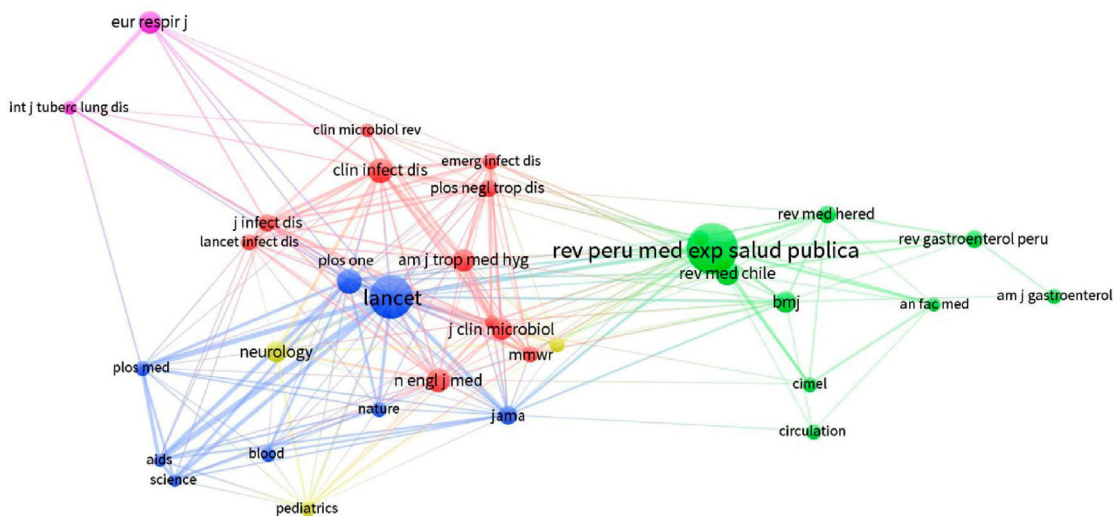 eur respir j
int j tuberc lung dis
clin microbiol rev
emerg infect dis
clin infect dis
plos negl trop dis
j infect dis
lancet infect dis
rev med hered
rev peru med exp salud publica
rev gastroenterol peru
plos one
am j trop med hyg
rev med chile
lancet
bmj
an fac med
am j gastroenterol
j clin microbiol
neurology
mmwr
plos med
n engl j med
cimel
nature
jama
circulation
blood
aids
science
pediatrics